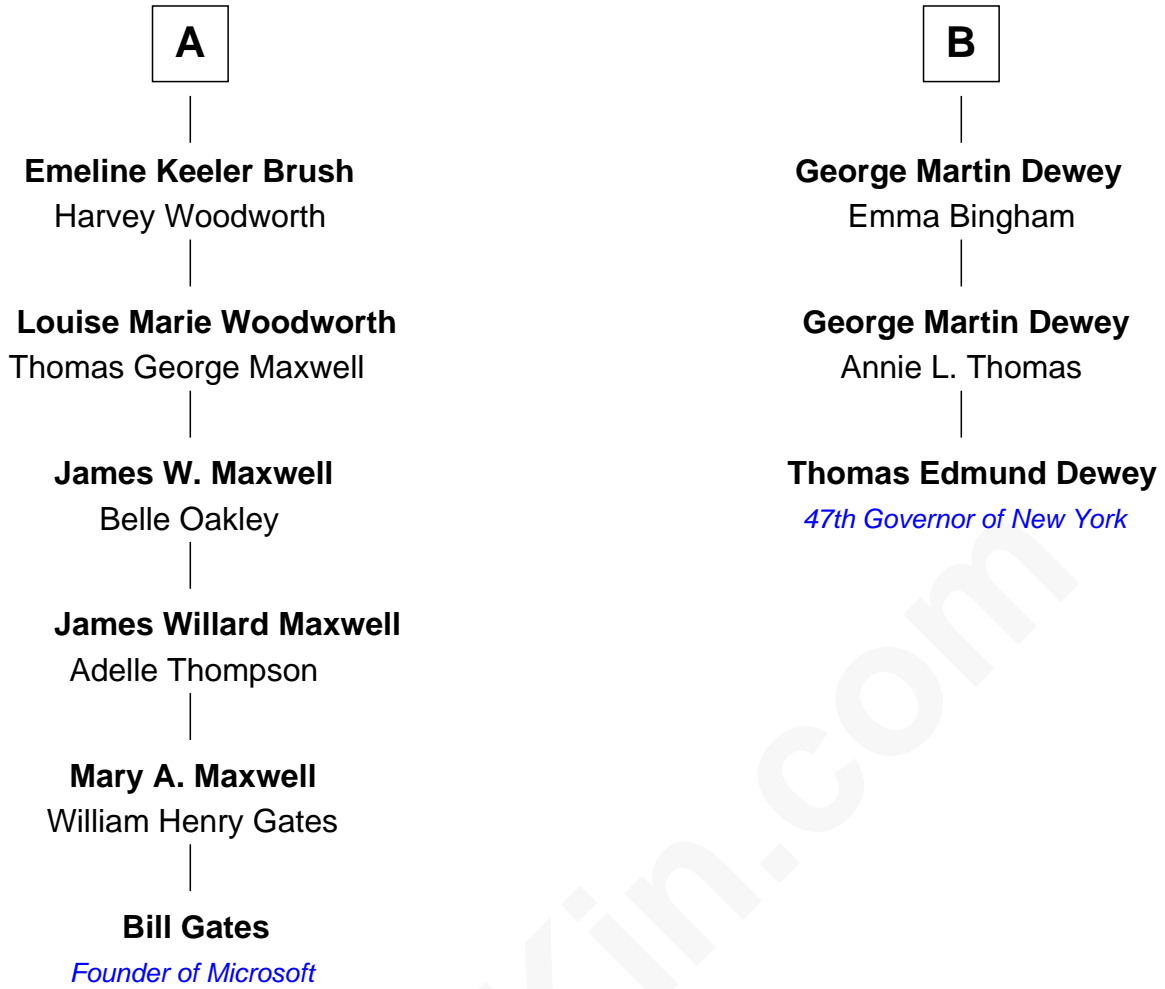 A
Emeline Keeler Brush
Harvey Woodworth
Louise Marie Woodworth
Thomas George Maxwell
James W. Maxwell
Belle Oakley
James Willard Maxwell
Adelle Thompson
Mary A. Maxwell
William Henry Gates
Bill Gates
Founder of Microsoft
B
George Martin Dewey
Emma Bingham
George Martin Dewey
Annie L. Thomas
Thomas Edmund Dewey
47th Governor of New York
in.com